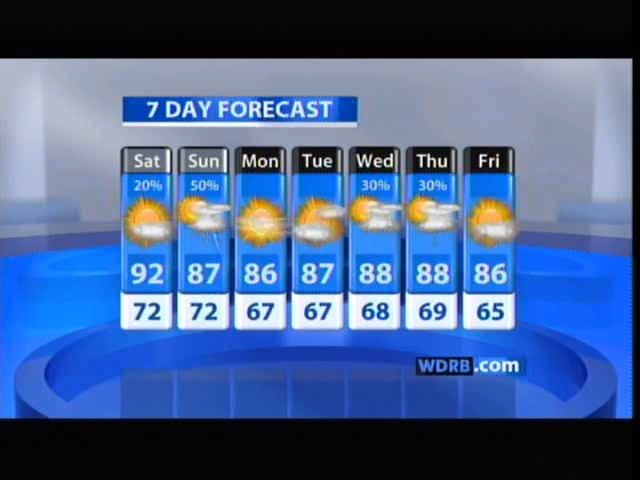 7 DAY FORECAST
Sat Sun Mon Tue Wed Thu Fri
20% 50% 30% 30%
92 87 86 87 88 88 86
72 72 67 67 68 69 65
WDRB.com